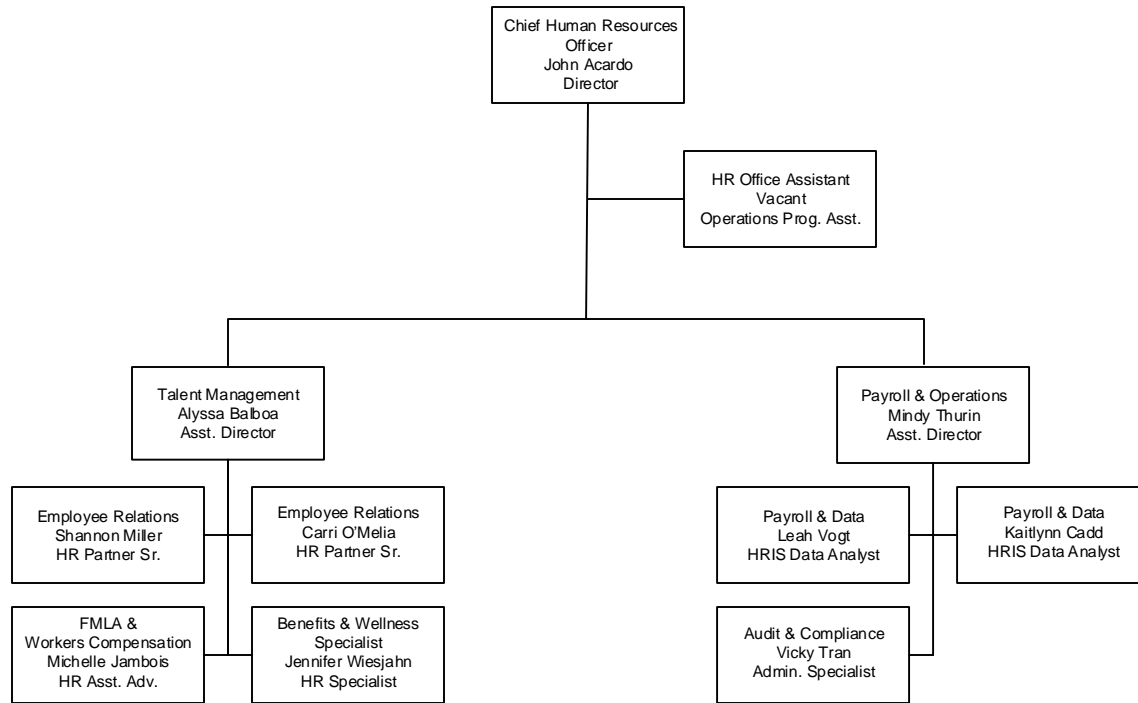 Chief Human Resources
Officer
John Acardo
Director
HR Office Assistant
Vacant
Operations Prog. Asst.
Talent Management
Alyssa Balboa
Asst. Director
Payroll & Operations
Mindy Thurin
Asst. Director
Employee Relations
Shannon Miller
HR Partner Sr.
Employee Relations
Carri O'Melia
HR Partner Sr.
Payroll & Data
Leah Vogt
HRIS Data Analyst
Payroll & Data
Kaitlynn Cadd
HRIS Data Analyst
FMLA &
Workers Compensation
Michelle Jambois
HR Asst. Adv.
Benefits & Wellness
Specialist
Jennifer Wiesjahn
HR Specialist
Audit & Compliance
Vicky Tran
Admin. Specialist